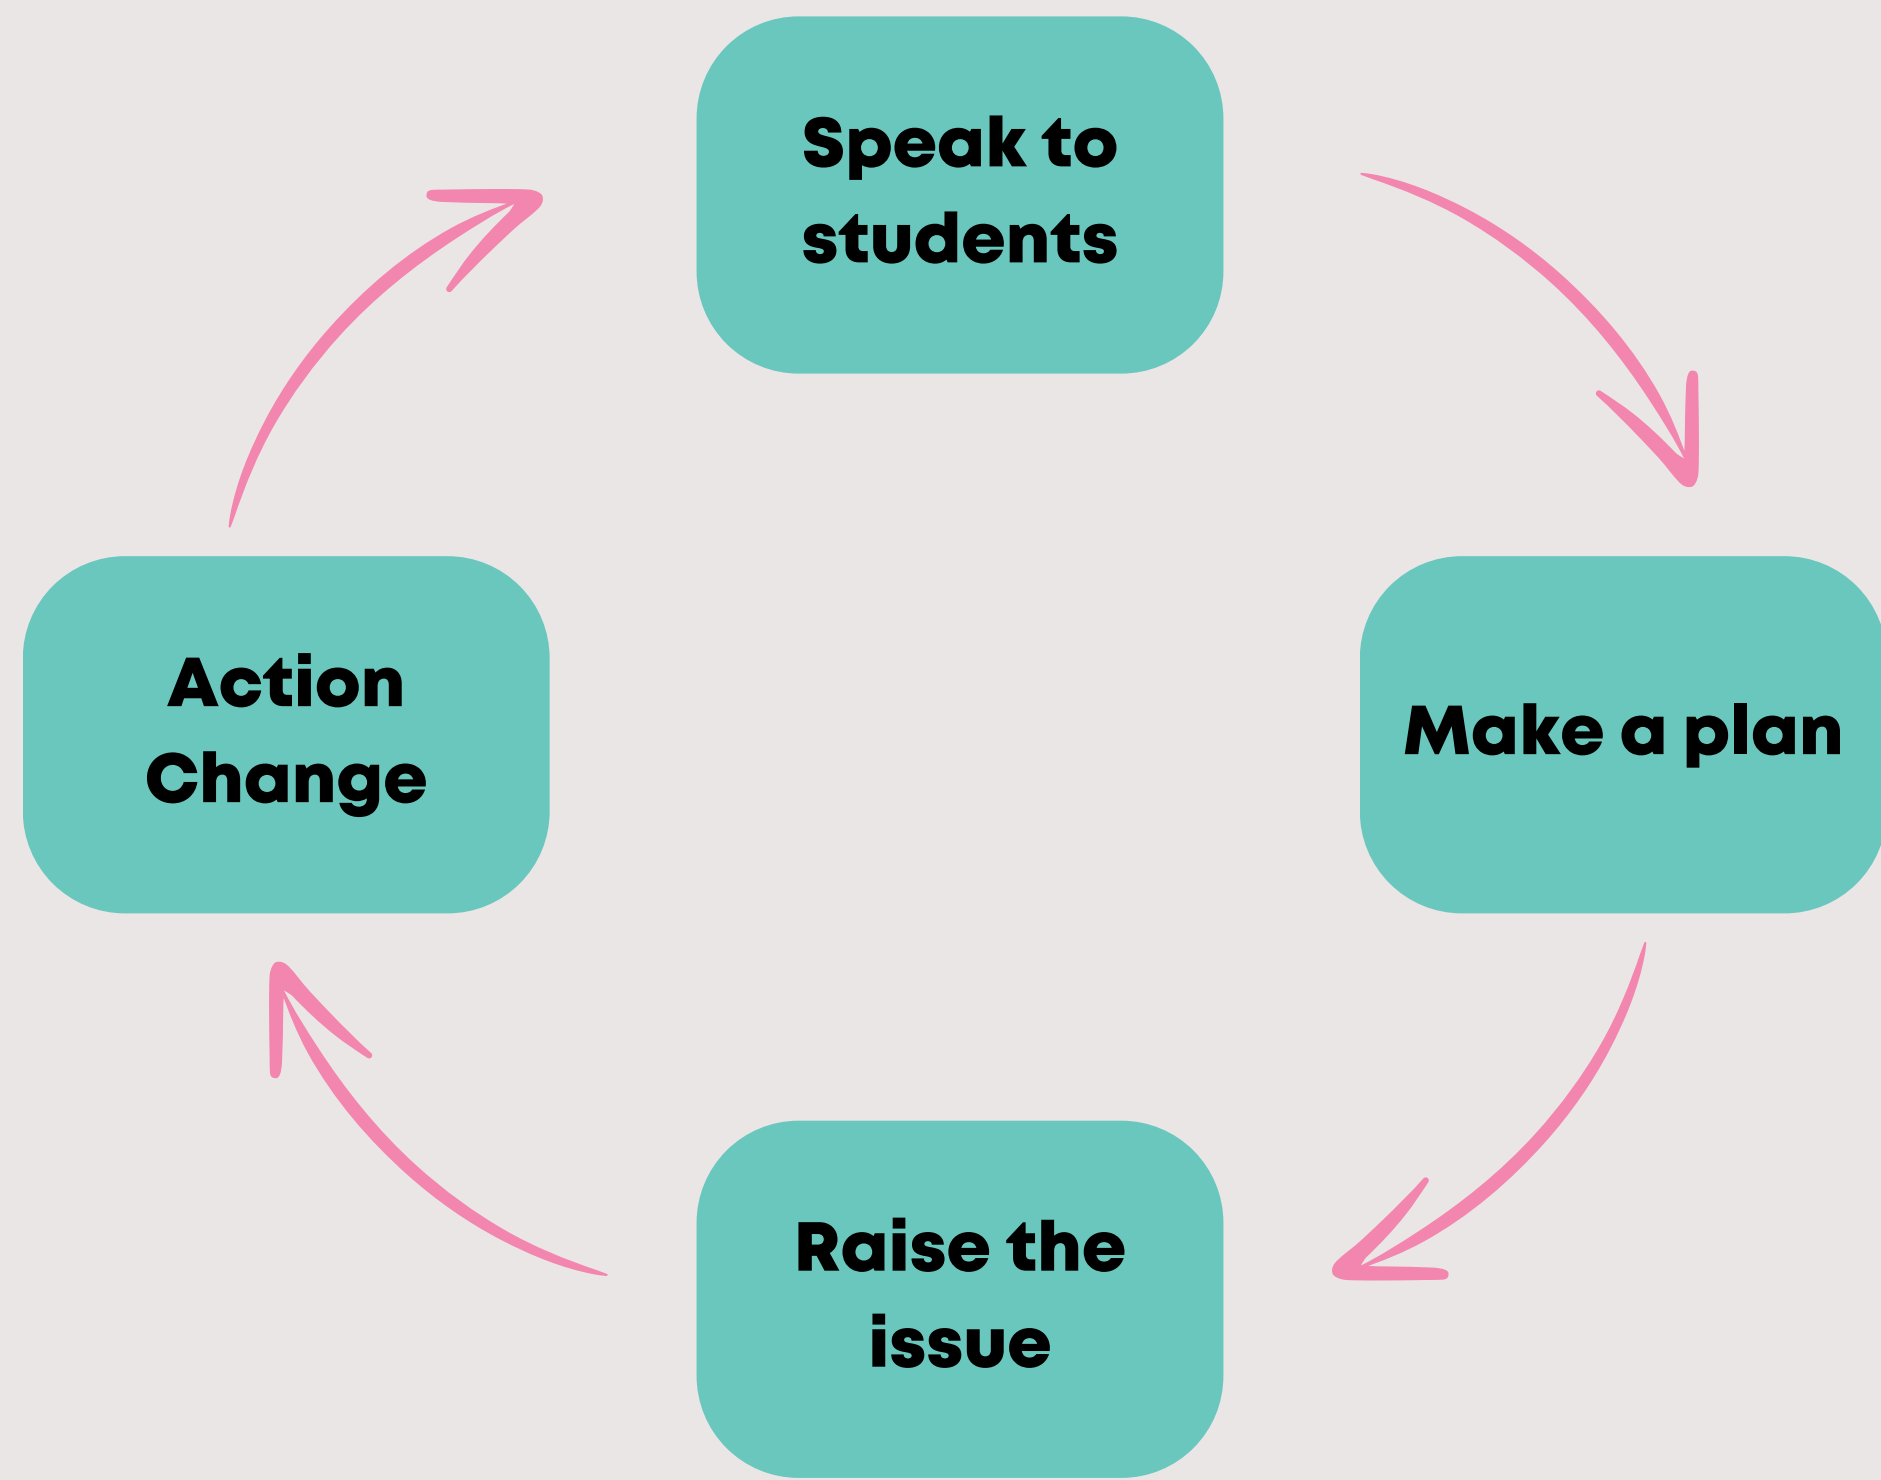 Speak to
students
Make a plan
Raise the
issue
Action
Change